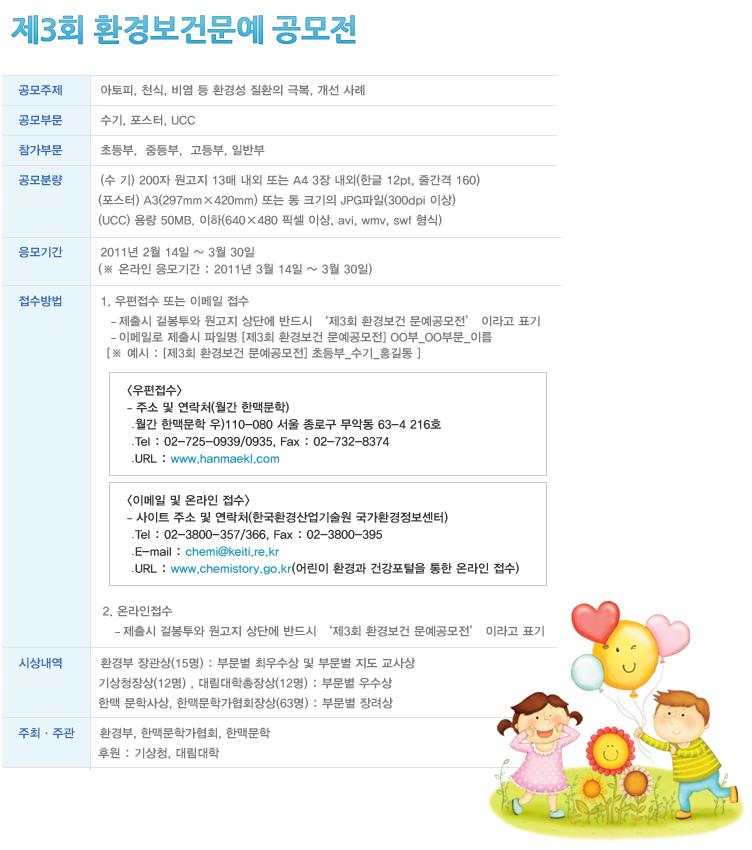 제3회 환경보건문예 공모전
공모주제 아토피, 천식, 비염 등 환경성 질환의 극복, 개선 사례
공모부문 수기, 포스터, UCC
참가부문 초등부, 중등부, 고등부, 일반부
공모분량 (수 기) 200자 원고지 13매 내외 또는 A4 3장 내외(한글 12pt, 줄간격 160)
(포스터) A3(297mm×420mm) 또는 동 크기의 JPG파일(300dpi 이상)
(UCC) 용량 50MB, 이하(640×480 픽셀 이상, avi, wmv, swf 형식)
응모기간 2011년 2월 14일 ~ 3월 30일
(※ 온라인 응모기간 : 2011년 3월 14일 ~ 3월 30일)
접수방법 1. 우편접수 또는 이메일 접수
- 제출시 겉봉투와 원고지 상단에 반드시 ‘제3회 환경보건 문예공모전’ 이라고 표기
- 이메일로 제출시 파일명 [제3회 환경보건 문예공모전] OO부_OO부문_이름
[※ 예시 : [제3회 환경보건 문예공모전] 초등부_수기_홍길동 ]
<우편접수>
- 주소 및 연락처(월간 한맥문학)
.월간 한맥문학 우)110-080 서울 종로구 무악동 63-4 216호
.Tel : 02-725-0939/0935, Fax : 02-732-8374
.URL : www.hanmaekl.com
<이메일 및 온라인 접수>
- 사이트 주소 및 연락처(한국환경산업기술원 국가환경정보센터)
.Tel : 02-3800-357/366, Fax : 02-3800-395
.E-mail : chemi@keiti.re.kr
.URL : www.chemistory.go.kr(어린이 환경과 건강포털을 통한 온라인 접수)
2. 온라인접수
- 제출시 겉봉투와 원고지 상단에 반드시 ‘제3회 환경보건 문예공모전’ 이라고 표기
시상내역 환경부 장관상(15명) : 부문별 최우수상 및 부문별 지도 교사상
기상청장상(12명) , 대림대학총장상(12명) : 부문별 우수상
한맥 문학사상, 한맥문학가협회장상(63명) : 부문별 장려상
주최 · 주관 환경부, 한맥문학가협회, 한맥문학
후원 : 기상청, 대림대학